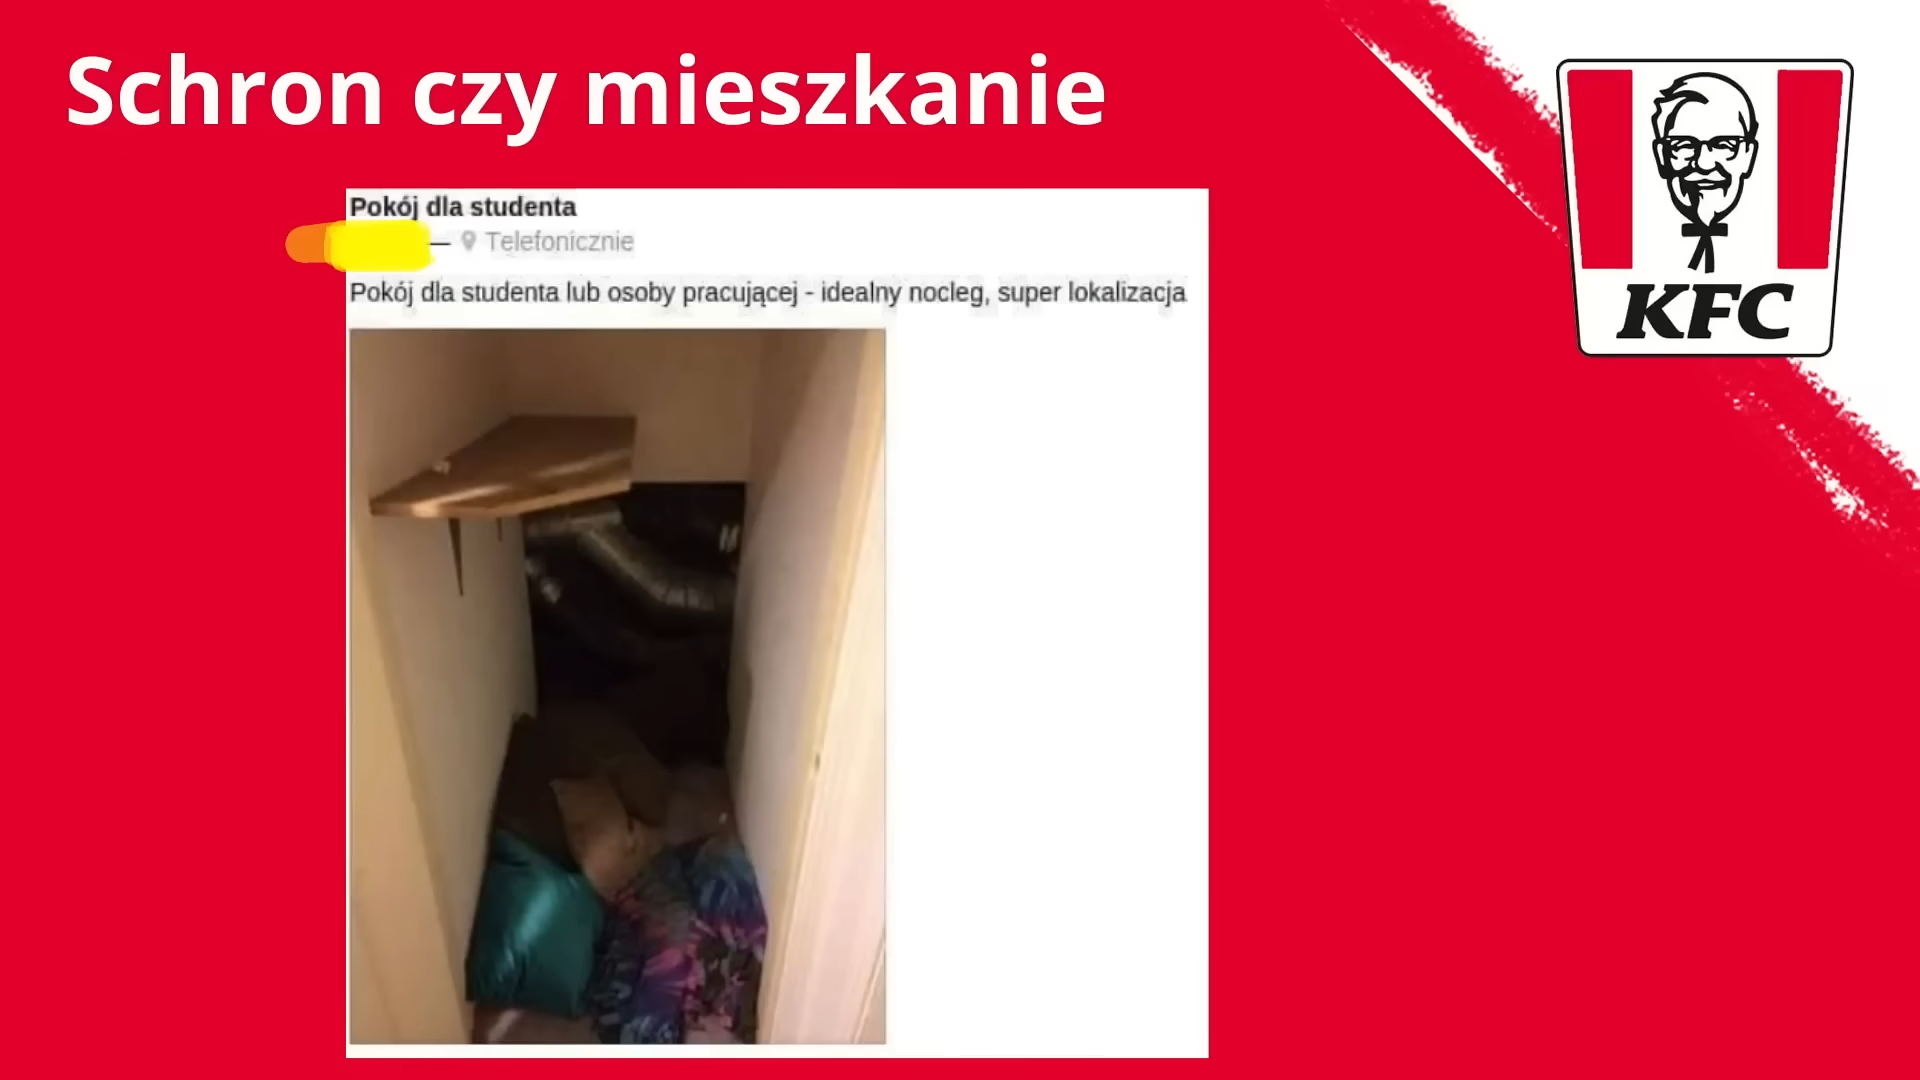 Schron czy mieszkanie
Pokój dla studenta
— Telefonicznie
Pokój dla studenta lub osoby pracującej - idealny nocleg, super lokalizacja
KFC